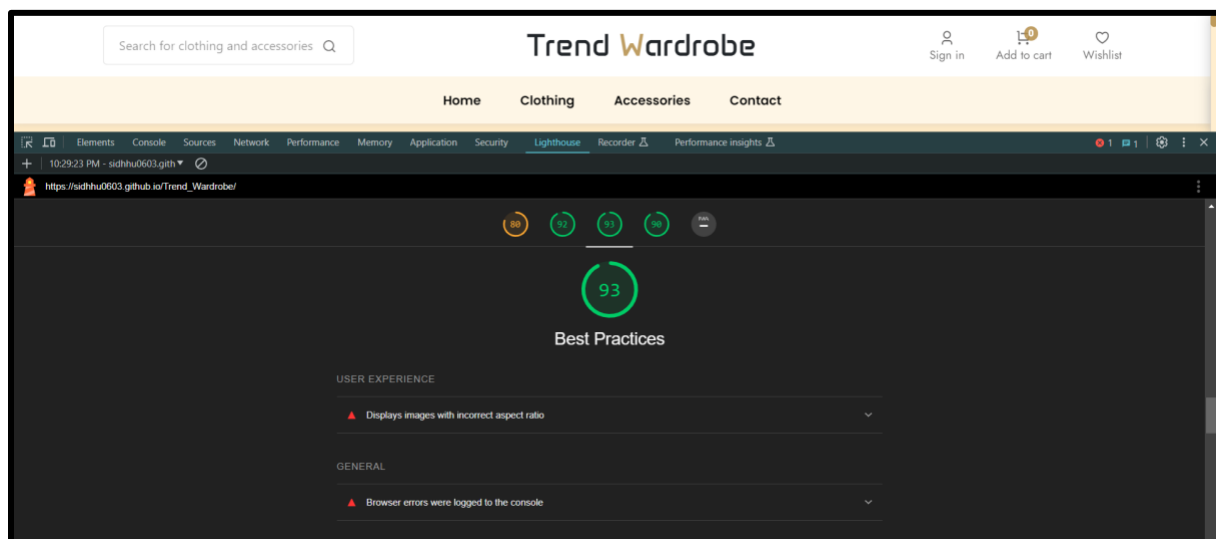 Search for clothing and accessories
Trend Wardrobe
0
Sign in
Add to cart
Wishlist
Home Clothing Accessories Contact
Elements Console Sources Network Performance Memory Application Security Lighthouse Recorder Performance insights 1 1
10:29:23 PM - sidhhu0603.gith
https://sidhhu0603.github.io/Trend_Wardrobe/
80 92 93 90 PWA
93
Best Practices
USER EXPERIENCE
Displays images with incorrect aspect ratio
GENERAL
Browser errors were logged to the console